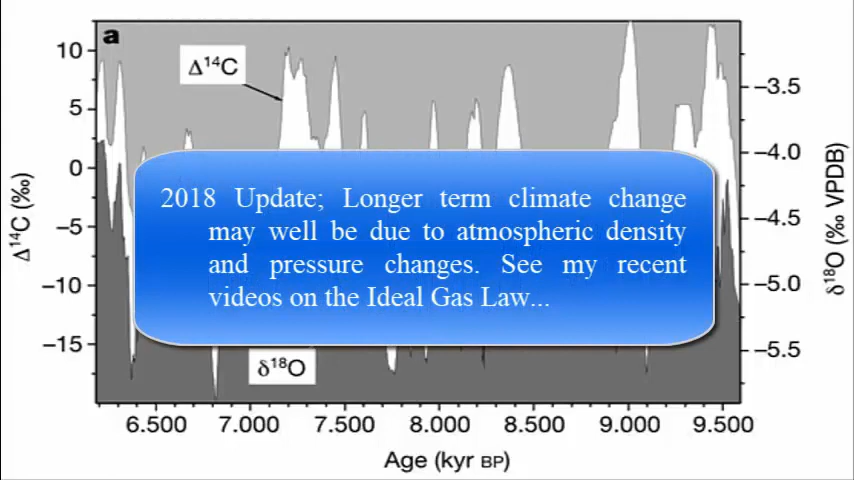 a
Δ¹⁴C
10
5
0
−5
−10
−15
Δ¹⁴C (‰)
−3.5
−4.0
−4.5
−5.0
−5.5
δ¹⁸O (‰ VPDB)
2018 Update; Longer term climate change
may well be due to atmospheric density
and pressure changes. See my recent
videos on the Ideal Gas Law...
δ¹⁸O
6.500 7.000 7.500 8.000 8.500 9.000 9.500
Age (kyr BP)